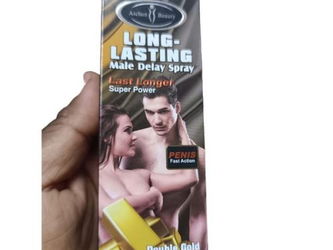 Aichun Beauty
LONG-
LASTING
Male Delay Spray
Last Longer
Super Power
PENIS
Fast Action
Double Gold